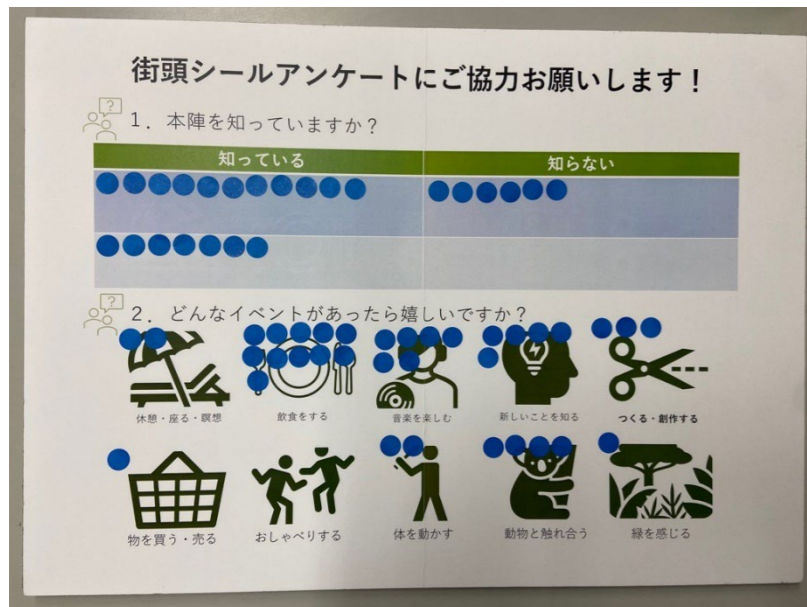 街頭シールアンケートにご協力お願いします！
?
1．本陣を知っていますか？
知っている 知らない
?
2．どんなイベントがあったら嬉しいですか？
休憩・座る・瞑想 飲食をする 音楽を楽しむ 新しいことを知る つくる・創作する
物を買う・売る おしゃべりする 体を動かす 動物と触れ合う 緑を感じる